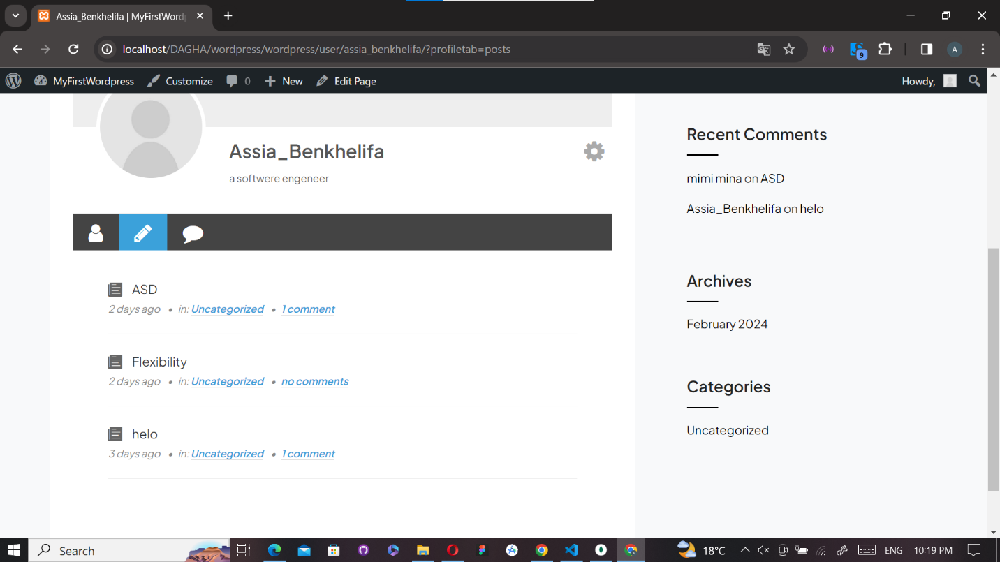 Assia_Benkhelifa | MyFirstWordp
localhost/DAGHA/wordpress/wordpress/user/assia_benkhelifa/?profiletab=posts
9
A
MyFirstWordpress Customize 0 New Edit Page Howdy,
Assia_Benkhelifa
a softwere engeneer
ASD
2 days ago • in: Uncategorized • 1 comment
Flexibility
2 days ago • in: Uncategorized • no comments
helo
3 days ago • in: Uncategorized • 1 comment
Recent Comments
mimi mina on ASD
Assia_Benkhelifa on helo
Archives
February 2024
Categories
Uncategorized
Search 18°C ENG 10:19 PM